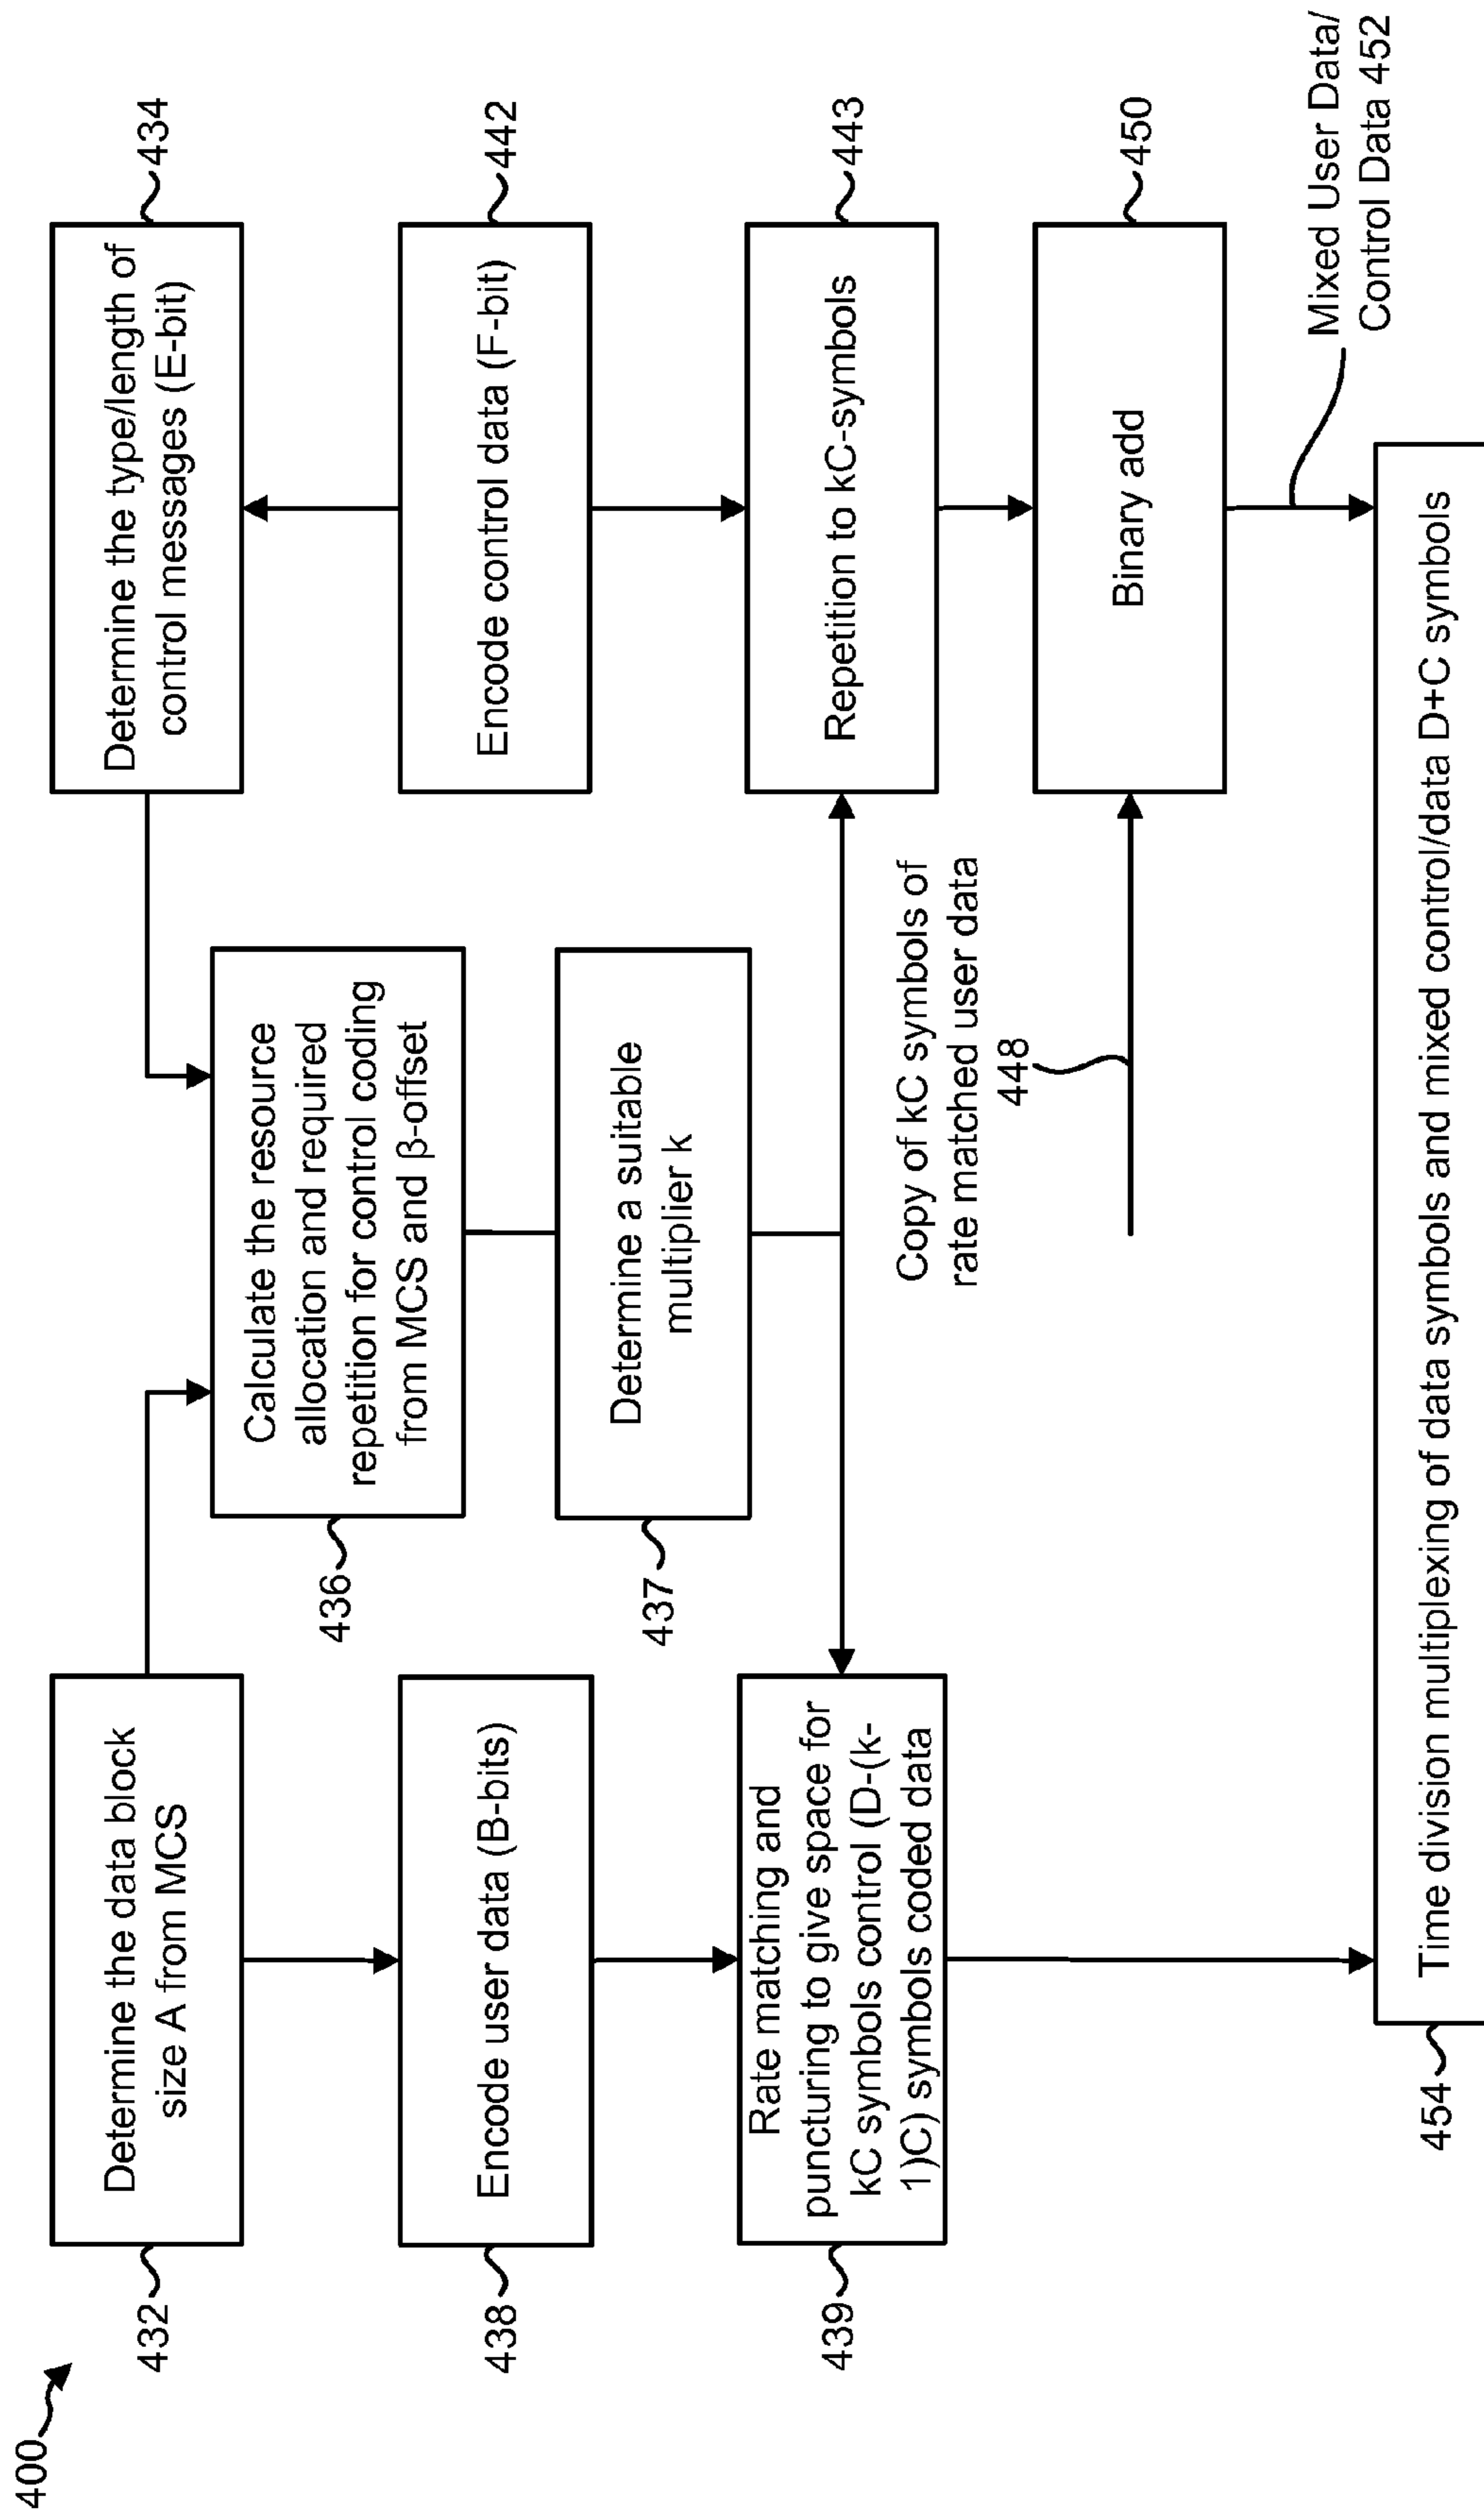 400
432
Determine the data block
size A from MCS
Determine the type/length of
control messages (E-bit)
434
436
Calculate the resource
allocation and required
repetition for control coding
from MCS and β-offset
438
Encode user data (B-bits)
Encode control data (F-bit)
442
437
Determine a suitable
multiplier k
439
Rate matching and
puncturing to give space for
kC symbols control (D-(k-
1)C) symbols coded data
Repetition to kC-symbols
443
Copy of kC symbols of
rate matched user data
448
Binary add
450
Mixed User Data/
Control Data 452
454
Time division multiplexing of data symbols and mixed control/data D+C symbols